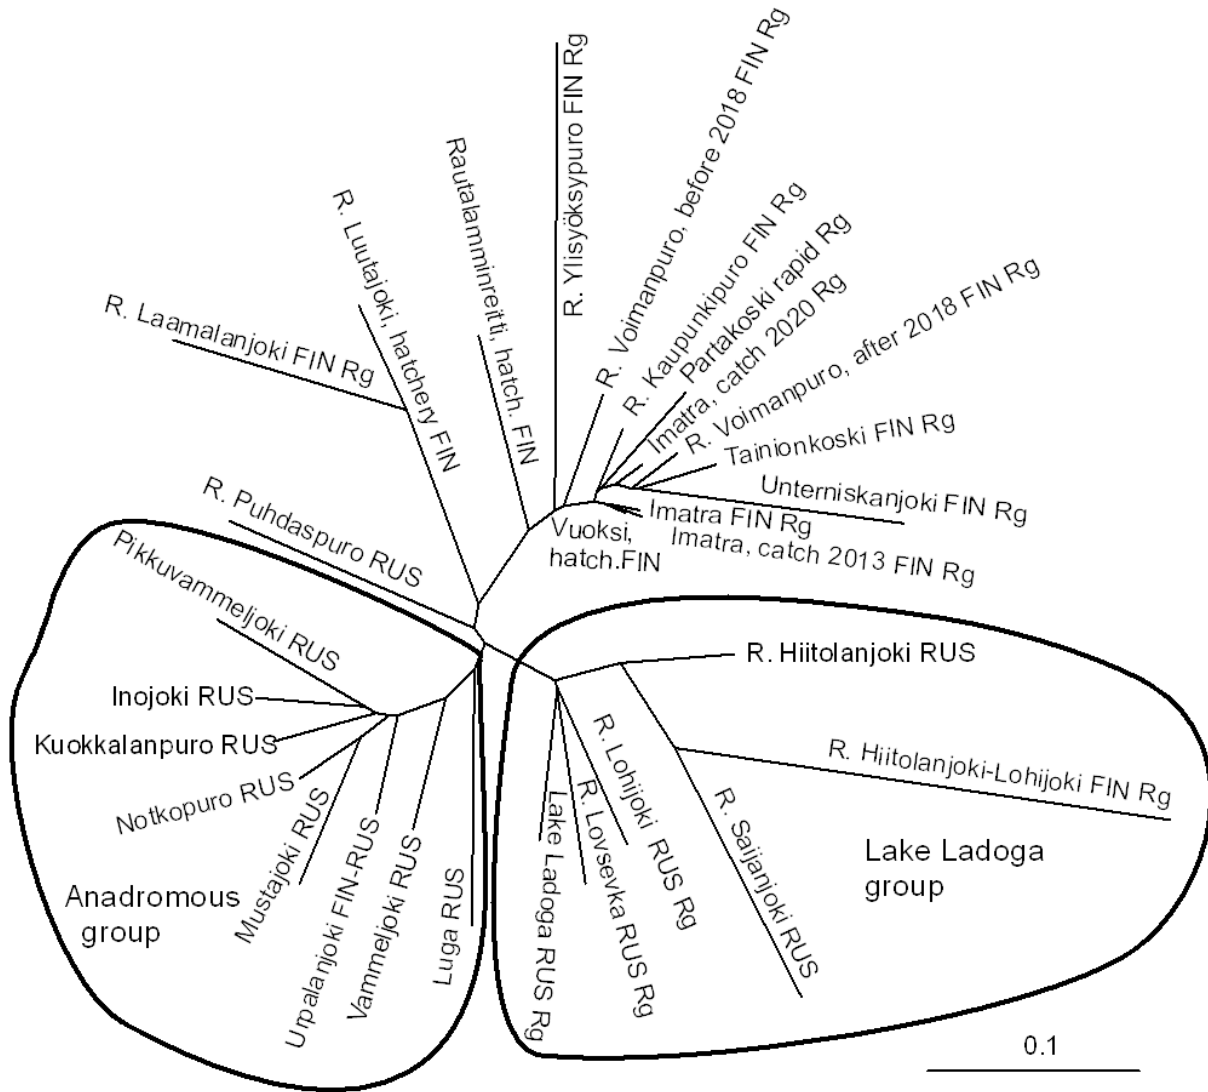 R. Ylisyöksypuro FIN Rg
R. Voimanpuro, before 2018 FIN Rg
Rautalamminreitti, hatch. FIN
R. Luutajoki, hatchery FIN
R. Kaupunkipuro FIN Rg
Partakoski rapid Rg
Imatra, catch 2020 Rg
R. Voimanpuro, after 2018 FIN Rg
R. Laamalanjoki FIN Rg
Tainionkoski FIN Rg
Unterniskanjoki FIN Rg
R. Puhdaspuro RUS
Vuoksi,
hatch.FIN
Imatra FIN Rg
Imatra, catch 2013 FIN Rg
Pikkuvammeljoki RUS
Inojoki RUS
Kuokkalanpuro RUS
Notkopuro RUS
Mustajoki RUS
Urpalanjoki FIN-RUS
Vammeljoki RUS
Luga RUS
Anadromous
group
R. Hiitolanjoki RUS
R. Hiitolanjoki-Lohijoki FIN Rg
R. Saijanjoki RUS
R. Lohijoki RUS Rg
R. Lovsevka RUS Rg
Lake Ladoga RUS Rg
Lake Ladoga
group
0.1